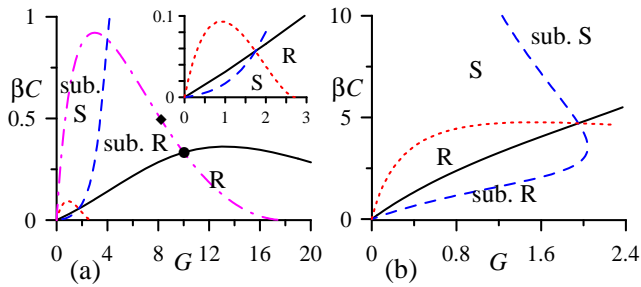 1
0.5
0
βC
0 4 8 12 16 20
(a) G
sub.
S
sub. R
R
0.1
0
0 1 2 3
R
S
10
5
0
βC
0 0.8 1.6 2.4
(b) G
sub. S
S
R
sub. R